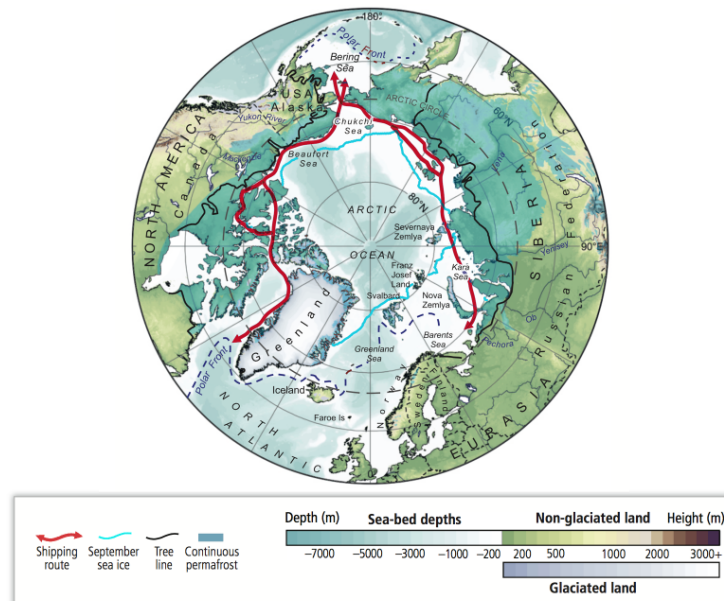 180°
Polar Front
Bering
Sea
USA
Alaska
ARCTIC CIRCLE
60°N
Yukon River
Chukchi
Sea
Mackenzie
Beaufort
Sea
NORTH AMERICA
Canada
Lena
SIBERIA
Russian Federation
ARCTIC
80°N
Severnaya
Zemlya
OCEAN
Yenisey
90°E
Franz
Josef
Land
Kara
Sea
Svalbard
Nova
Zemlya
Ob
Greenland
Barents
Sea
Pechora
Polar Front
Greenland
Sea
Iceland
Norway
Sweden
Finland
EURASIA
Faroe Is
NORTH
ATLANTIC
Depth (m) Sea-bed depths Non-glaciated land Height (m)
Shipping
route
September
sea ice
Tree
line
Continuous
permafrost
−7000 −5000 −3000 −1000 −200 200 500 1000 2000 3000+
Glaciated land